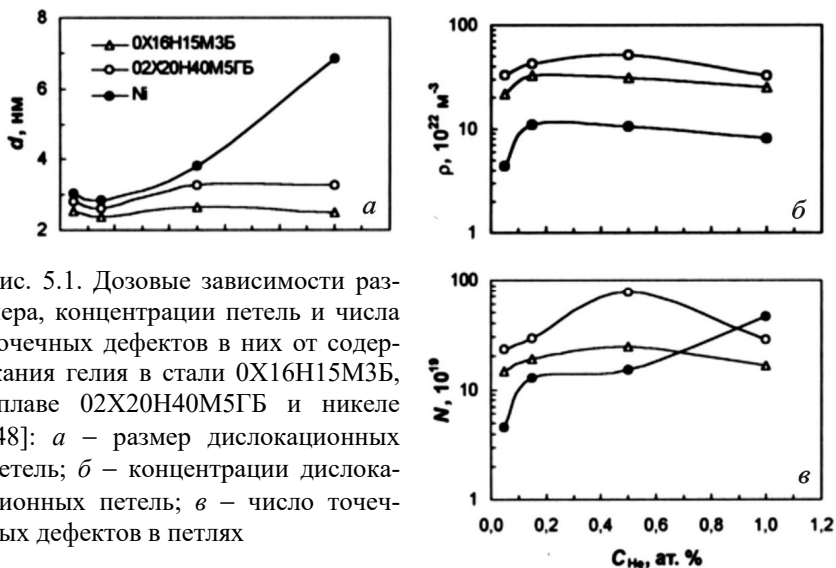 8
6
4
2
d, нм
0Х16Н15М3Б
02Х20Н40М5ГБ
Ni
а
100
10
1
ρ, 10²² м⁻³
б
ис. 5.1. Дозовые зависимости раз-
ера, концентрации петель и числа
очечных дефектов в них от содер-
кания гелия в стали 0Х16Н15М3Б,
плаве 02Х20Н40М5ГБ и никеле
48]: а – размер дислокационных
етель; б – концентрации дислока-
ионных петель; в – число точеч-
ых дефектов в петлях
100
10
1
N, 10¹⁹
в
0,0 0,2 0,4 0,6 0,8 1,0 1,2
C He, ат. %